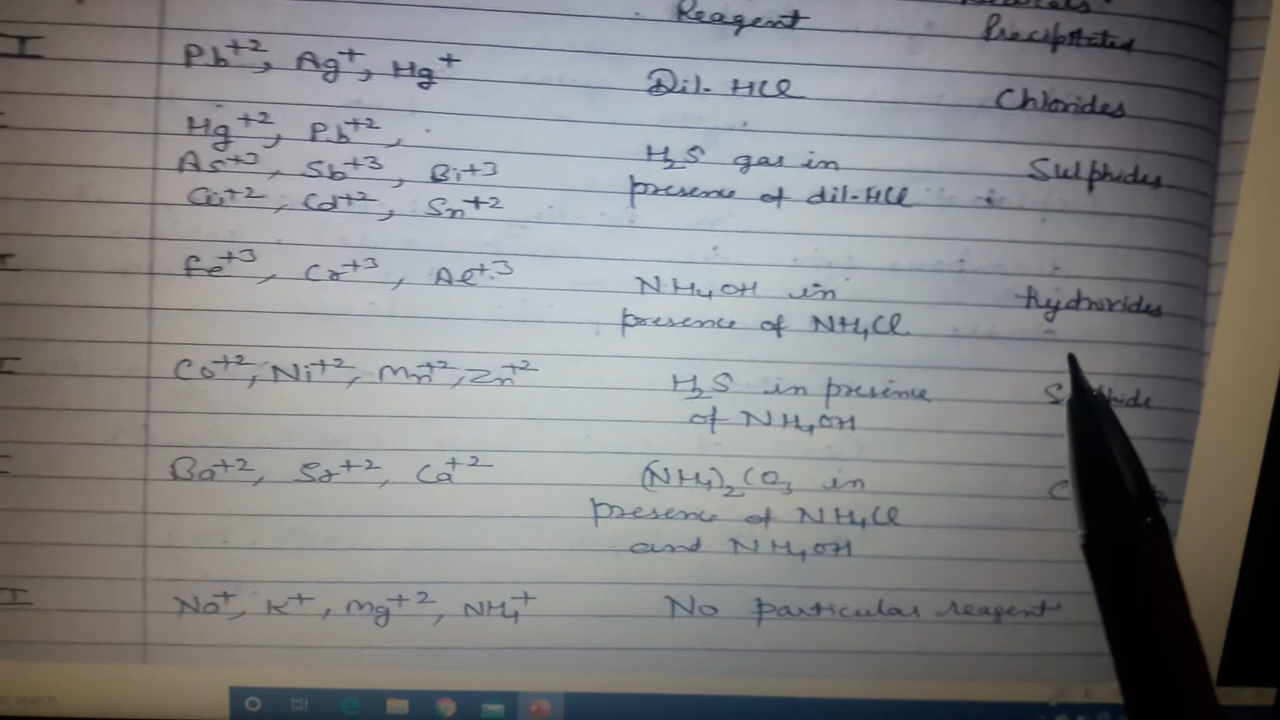 Reagent
Precipitated
I Pb+2, Ag+, Hg+ Dil. HCl Chlorides
Hg+2, Pb+2,
As+3, Sb+3, Bi+3 H2S gas in Sulphides
Cu+2, Cd+2, Sn+2 presence of dil-HCl
Fe+3, Cr+3, Al+3 NH4OH in hydroxides
presence of NH4Cl
Co+2, Ni+2, Mn+2, Zn+2 H2S in presence
of NH4OH
Ba+2, Sr+2, Ca+2 (NH4)2CO3 in
presence of NH4Cl
and NH4OH
I Na+, K+, Mg+2, NH4+ No particular reagent